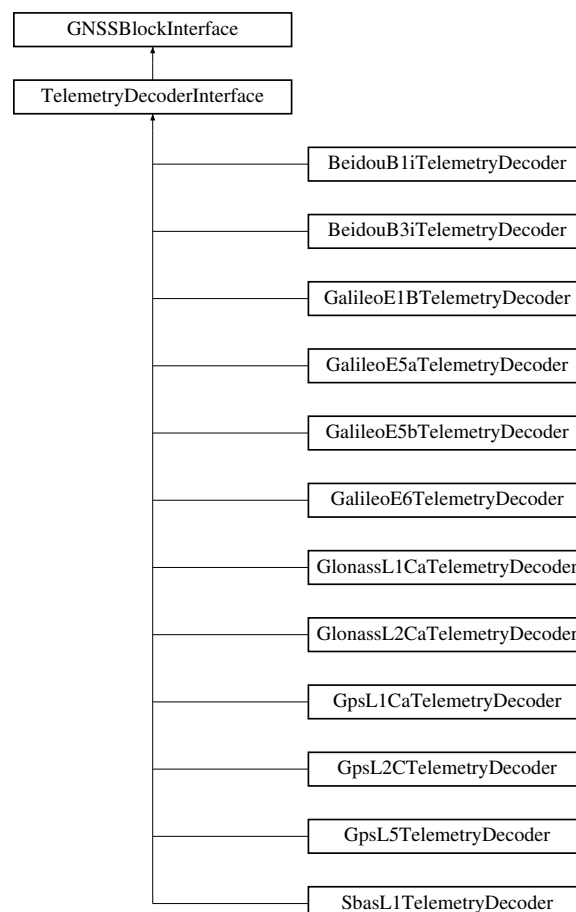 GNSSBlockInterface
TelemetryDecoderInterface
BeidouB1iTelemetryDecoder
BeidouB3iTelemetryDecoder
GalileoE1BTelemetryDecoder
GalileoE5aTelemetryDecoder
GalileoE5bTelemetryDecoder
GalileoE6TelemetryDecoder
GlonassL1CaTelemetryDecoder
GlonassL2CaTelemetryDecoder
GpsL1CaTelemetryDecoder
GpsL2CTelemetryDecoder
GpsL5TelemetryDecoder
SbasL1TelemetryDecoder